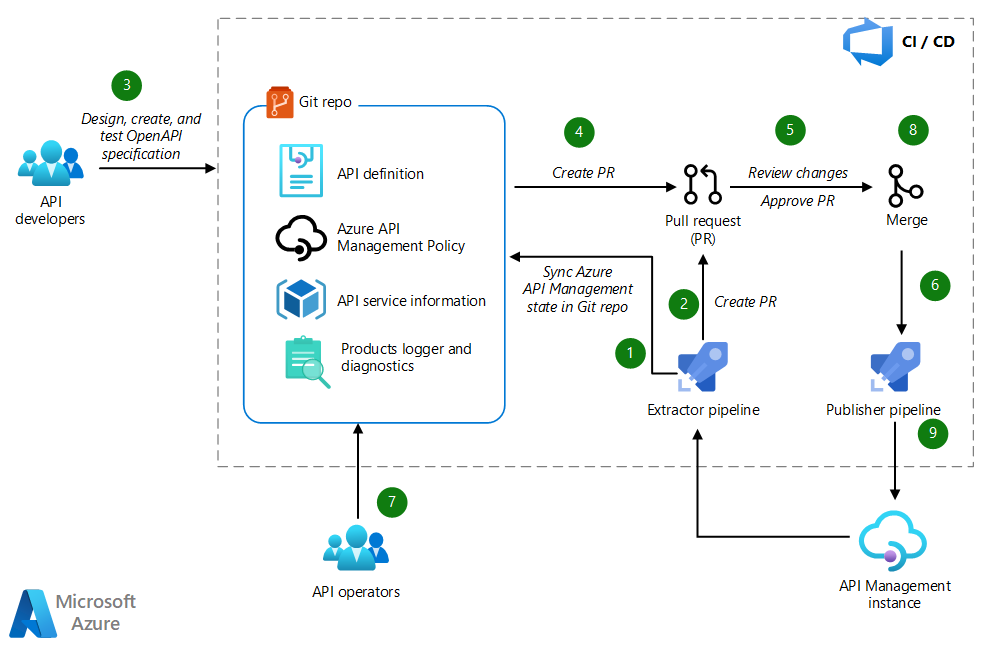 CI / CD
3
Design, create, and
test OpenAPI
specification
API
developers
Git repo
API definition
Azure API
Management Policy
API service information
Products logger and
diagnostics
4
Create PR
Pull request
(PR)
5
Review changes
Approve PR
8
Merge
Sync Azure
API Management
state in Git repo
1
2
Create PR
Extractor pipeline
6
Publisher pipeline
9
7
API operators
API Management
instance
Microsoft
Azure